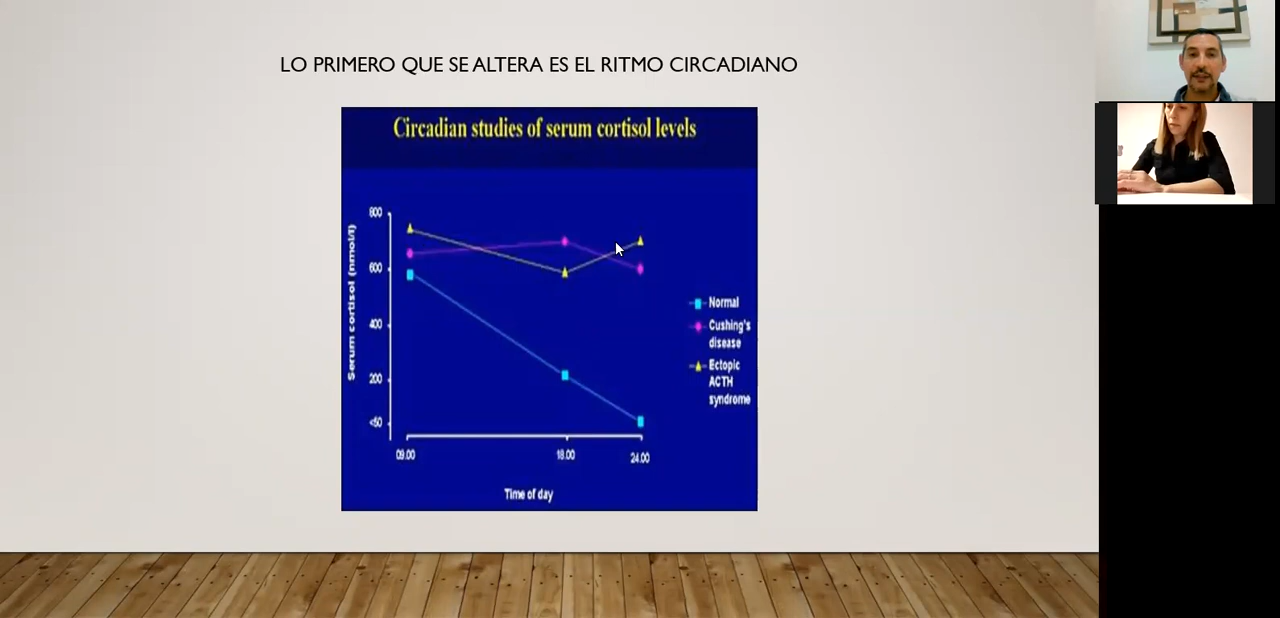 LO PRIMERO QUE SE ALTERA ES EL RITMO CIRCADIANO
Circadian studies of serum cortisol levels
Serum cortisol (nmol/l)
800
600
400
200
<50
09.00
18.00
24.00
Time of day
Normal
Cushing's
disease
Ectopic
ACTH
syndrome